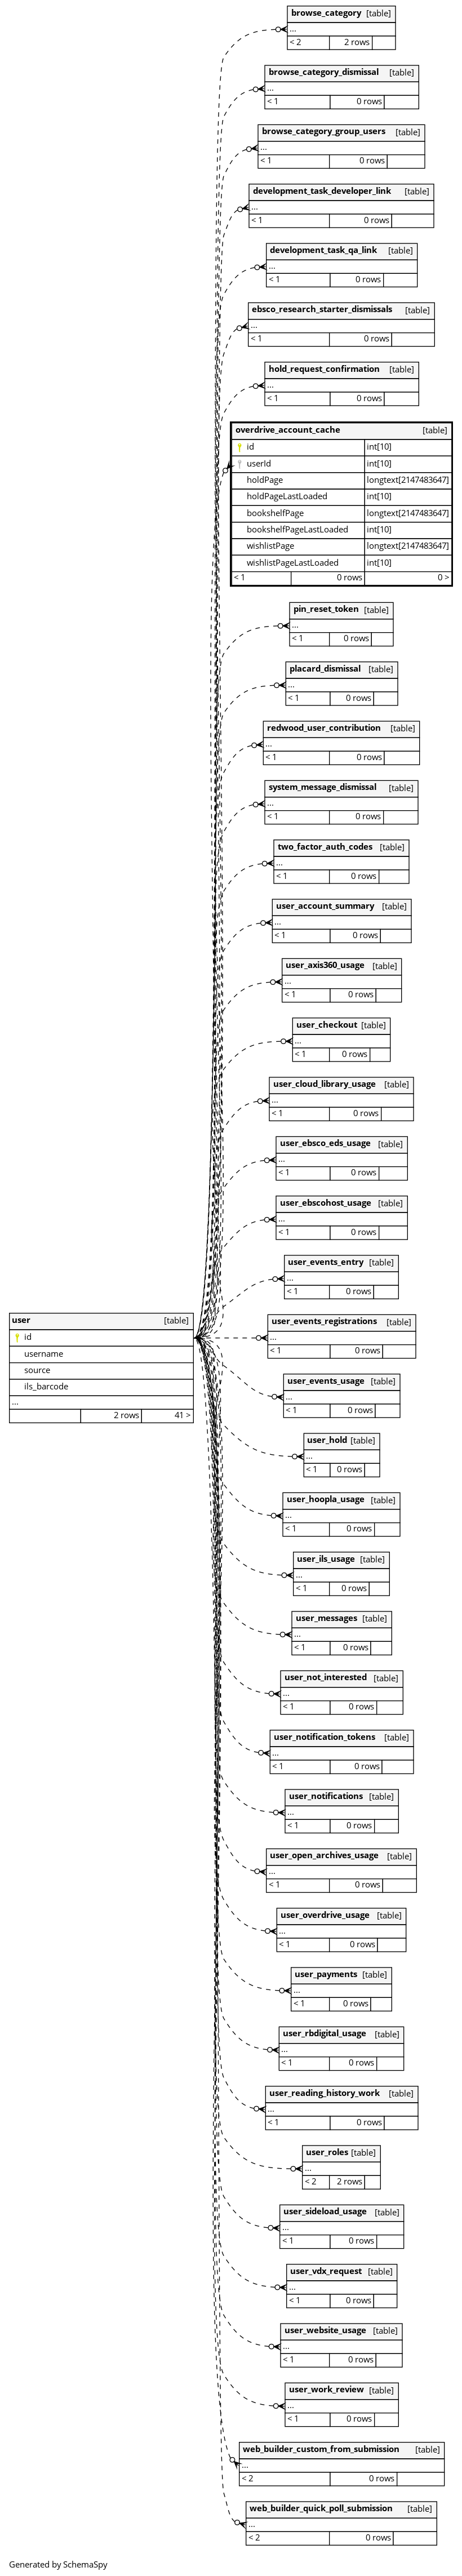 browse_category [table]
...
< 2 2 rows
browse_category_dismissal [table]
...
< 1 0 rows
browse_category_group_users [table]
...
< 1 0 rows
development_task_developer_link [table]
...
< 1 0 rows
development_task_qa_link [table]
...
< 1 0 rows
ebsco_research_starter_dismissals [table]
...
< 1 0 rows
hold_request_confirmation [table]
...
< 1 0 rows
overdrive_account_cache [table]
id int[10]
userId int[10]
holdPage longtext[2147483647]
holdPageLastLoaded int[10]
bookshelfPage longtext[2147483647]
bookshelfPageLastLoaded int[10]
wishlistPage longtext[2147483647]
wishlistPageLastLoaded int[10]
< 1 0 rows 0 >
pin_reset_token [table]
...
< 1 0 rows
placard_dismissal [table]
...
< 1 0 rows
redwood_user_contribution [table]
...
< 1 0 rows
system_message_dismissal [table]
...
< 1 0 rows
two_factor_auth_codes [table]
...
< 1 0 rows
user_account_summary [table]
...
< 1 0 rows
user_axis360_usage [table]
...
< 1 0 rows
user_checkout [table]
...
< 1 0 rows
user_cloud_library_usage [table]
...
< 1 0 rows
user_ebsco_eds_usage [table]
...
< 1 0 rows
user_ebscohost_usage [table]
...
< 1 0 rows
user_events_entry [table]
...
< 1 0 rows
user [table]
id
username
source
ils_barcode
...
2 rows 41 >
user_events_registrations [table]
...
< 1 0 rows
user_events_usage [table]
...
< 1 0 rows
user_hold [table]
...
< 1 0 rows
user_hoopla_usage [table]
...
< 1 0 rows
user_ils_usage [table]
...
< 1 0 rows
user_messages [table]
...
< 1 0 rows
user_not_interested [table]
...
< 1 0 rows
user_notification_tokens [table]
...
< 1 0 rows
user_notifications [table]
...
< 1 0 rows
user_open_archives_usage [table]
...
< 1 0 rows
user_overdrive_usage [table]
...
< 1 0 rows
user_payments [table]
...
< 1 0 rows
user_rbdigital_usage [table]
...
< 1 0 rows
user_reading_history_work [table]
...
< 1 0 rows
user_roles [table]
...
< 2 2 rows
user_sideload_usage [table]
...
< 1 0 rows
user_vdx_request [table]
...
< 1 0 rows
user_website_usage [table]
...
< 1 0 rows
user_work_review [table]
...
< 1 0 rows
web_builder_custom_from_submission [table]
...
< 2 0 rows
web_builder_quick_poll_submission [table]
...
< 2 0 rows
Generated by SchemaSpy